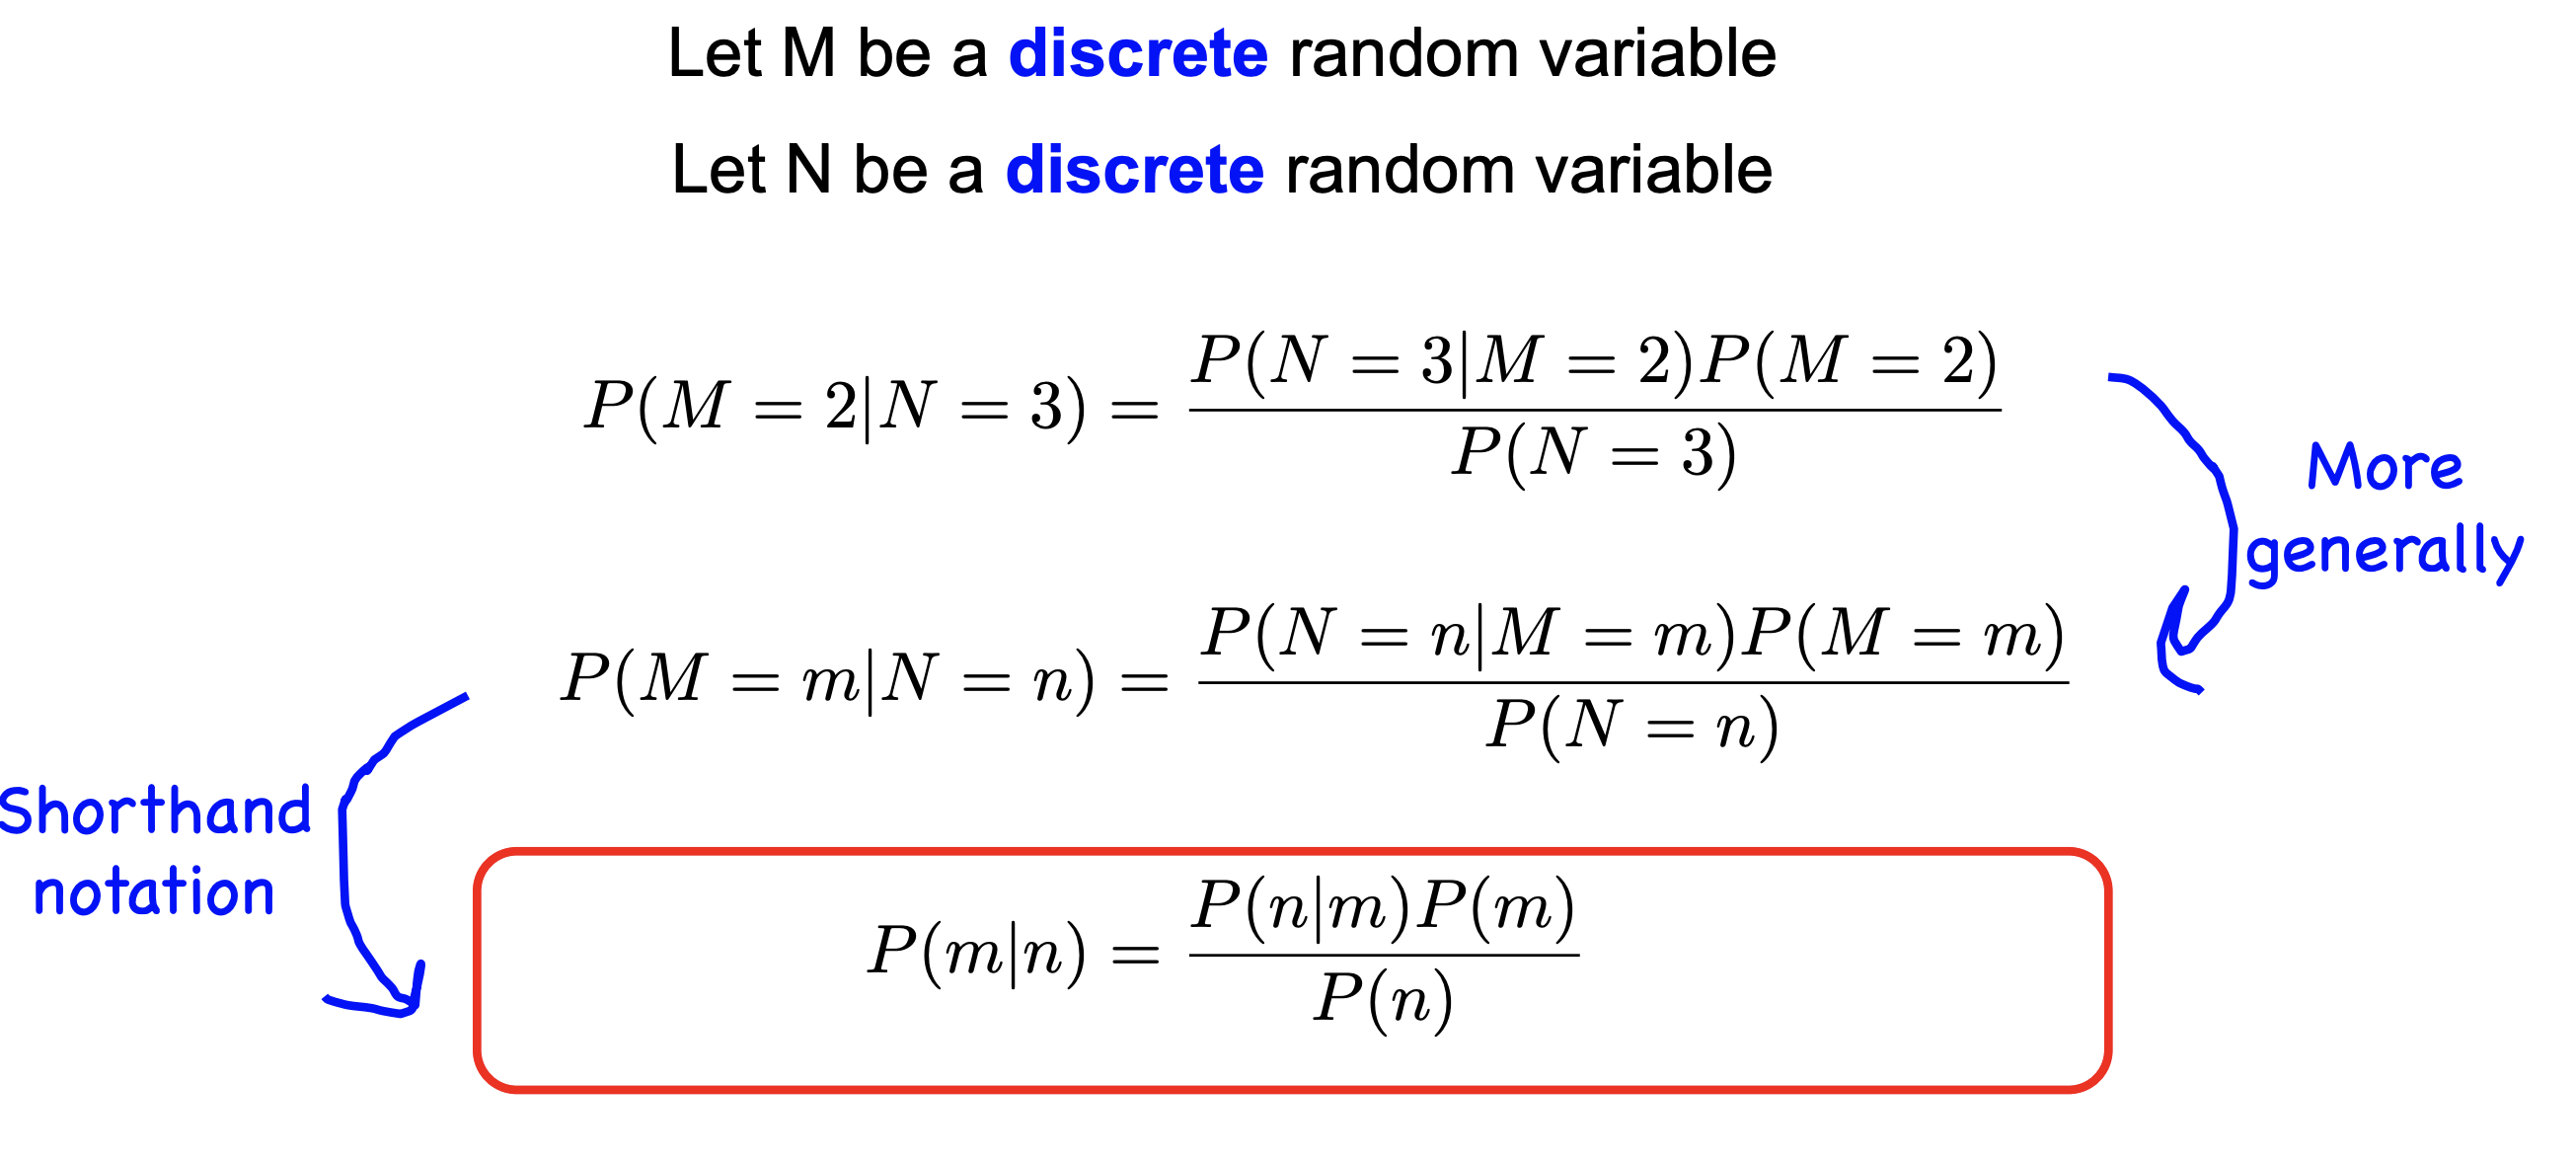 Let M be a discrete random variable
Let N be a discrete random variable
P(M = 2|N = 3) = \frac{P(N = 3|M = 2)P(M = 2)}{P(N = 3)}
More
generally
P(M = m|N = n) = \frac{P(N = n|M = m)P(M = m)}{P(N = n)}
Shorthand
notation
P(m|n) = \frac{P(n|m)P(m)}{P(n)}